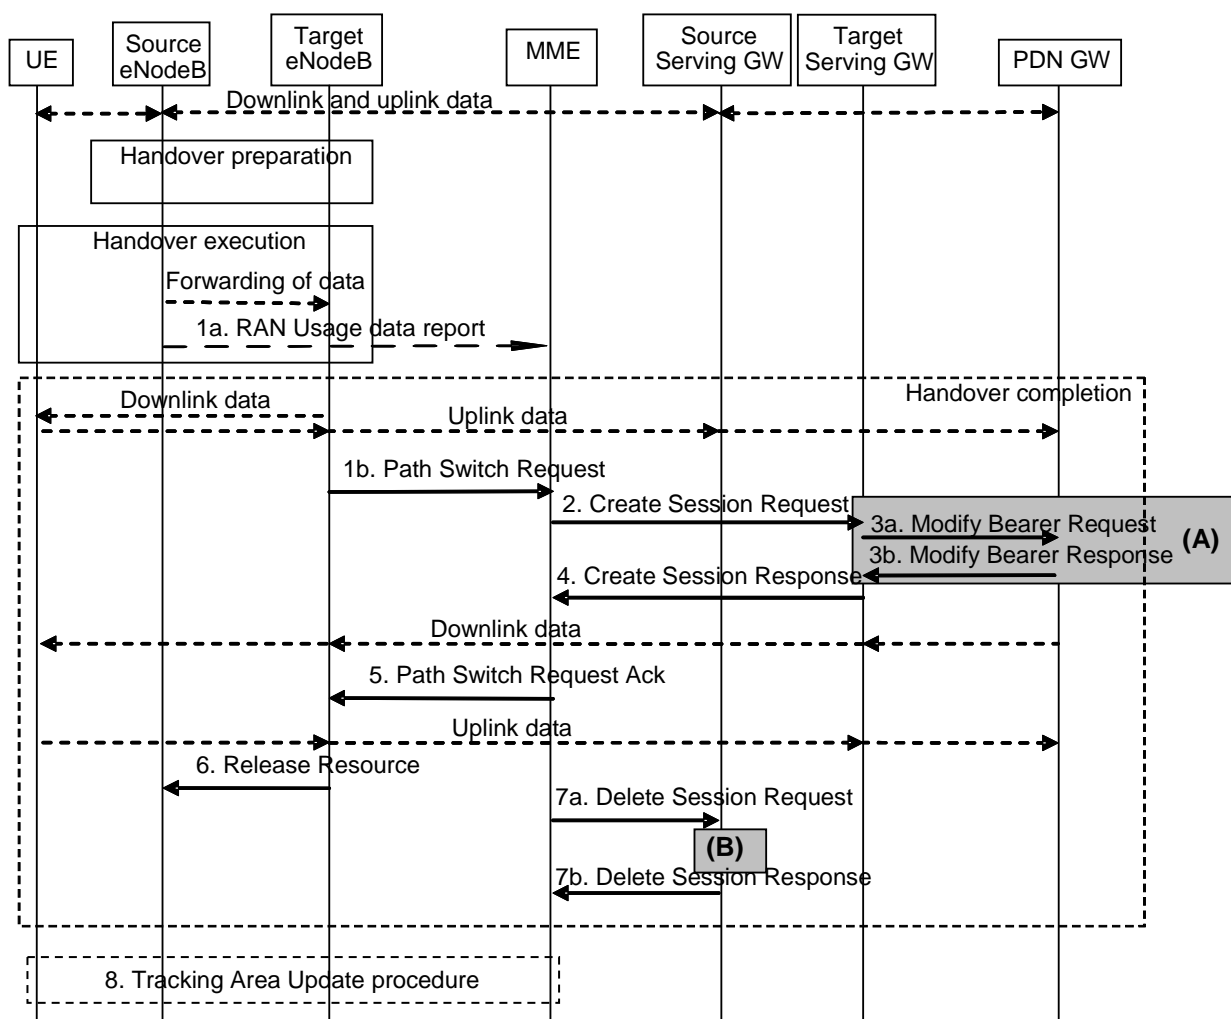 UE
Source
eNodeB
Target
eNodeB
MME
Source
Serving GW
Target
Serving GW
PDN GW
Downlink and uplink data
Handover preparation
Handover execution
Forwarding of data
1a. RAN Usage data report
Handover completion
Downlink data
Uplink data
1b. Path Switch Request
2. Create Session Request
3a. Modify Bearer Request
(A)
3b. Modify Bearer Response
4. Create Session Response
Downlink data
5. Path Switch Request Ack
Uplink data
6. Release Resource
7a. Delete Session Request
(B)
7b. Delete Session Response
8. Tracking Area Update procedure